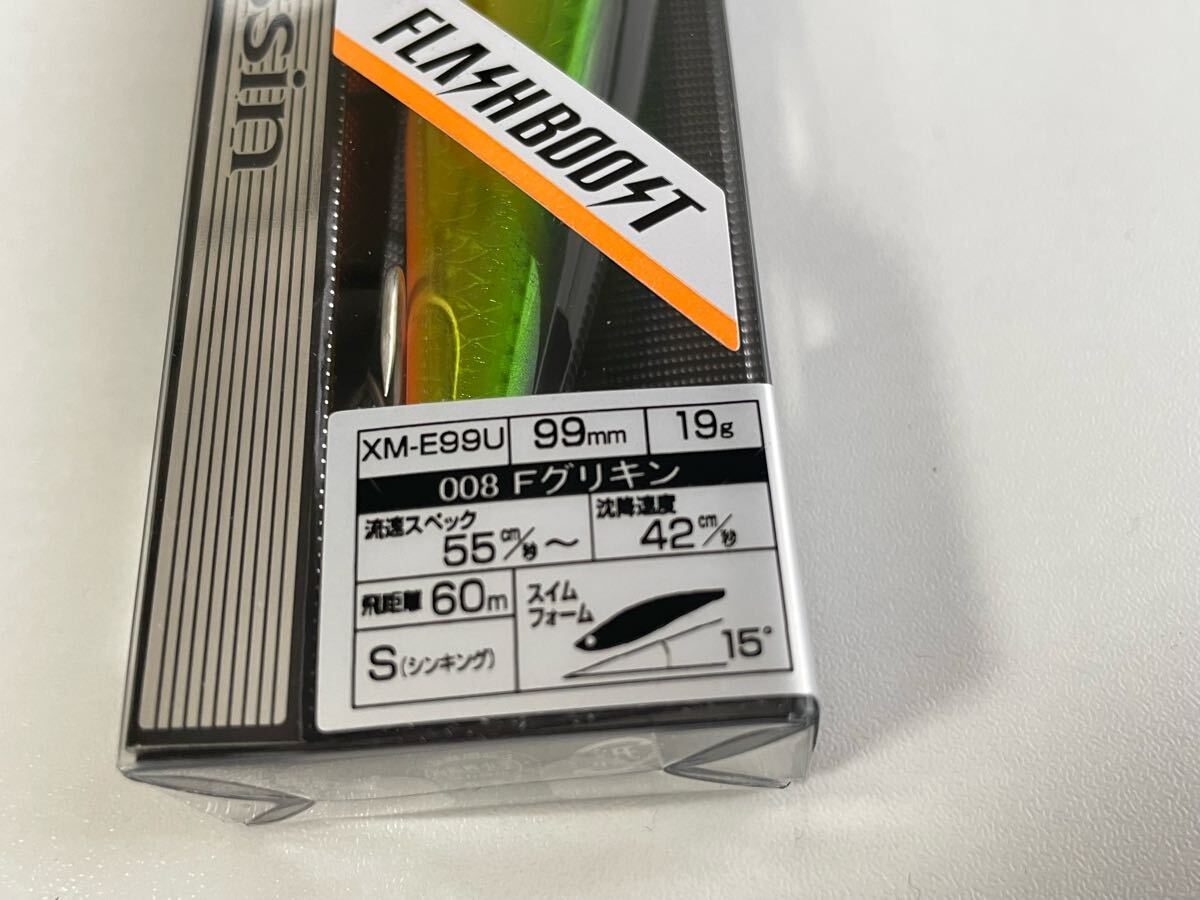 sin
FLASHBOOST
XM-E99U 99mm 19g
008 Fグリキン
流速スペック 55cm/秒～
沈降速度 42cm/秒
飛距離 60m
S(シンキング)
スイム
フォーム
15°